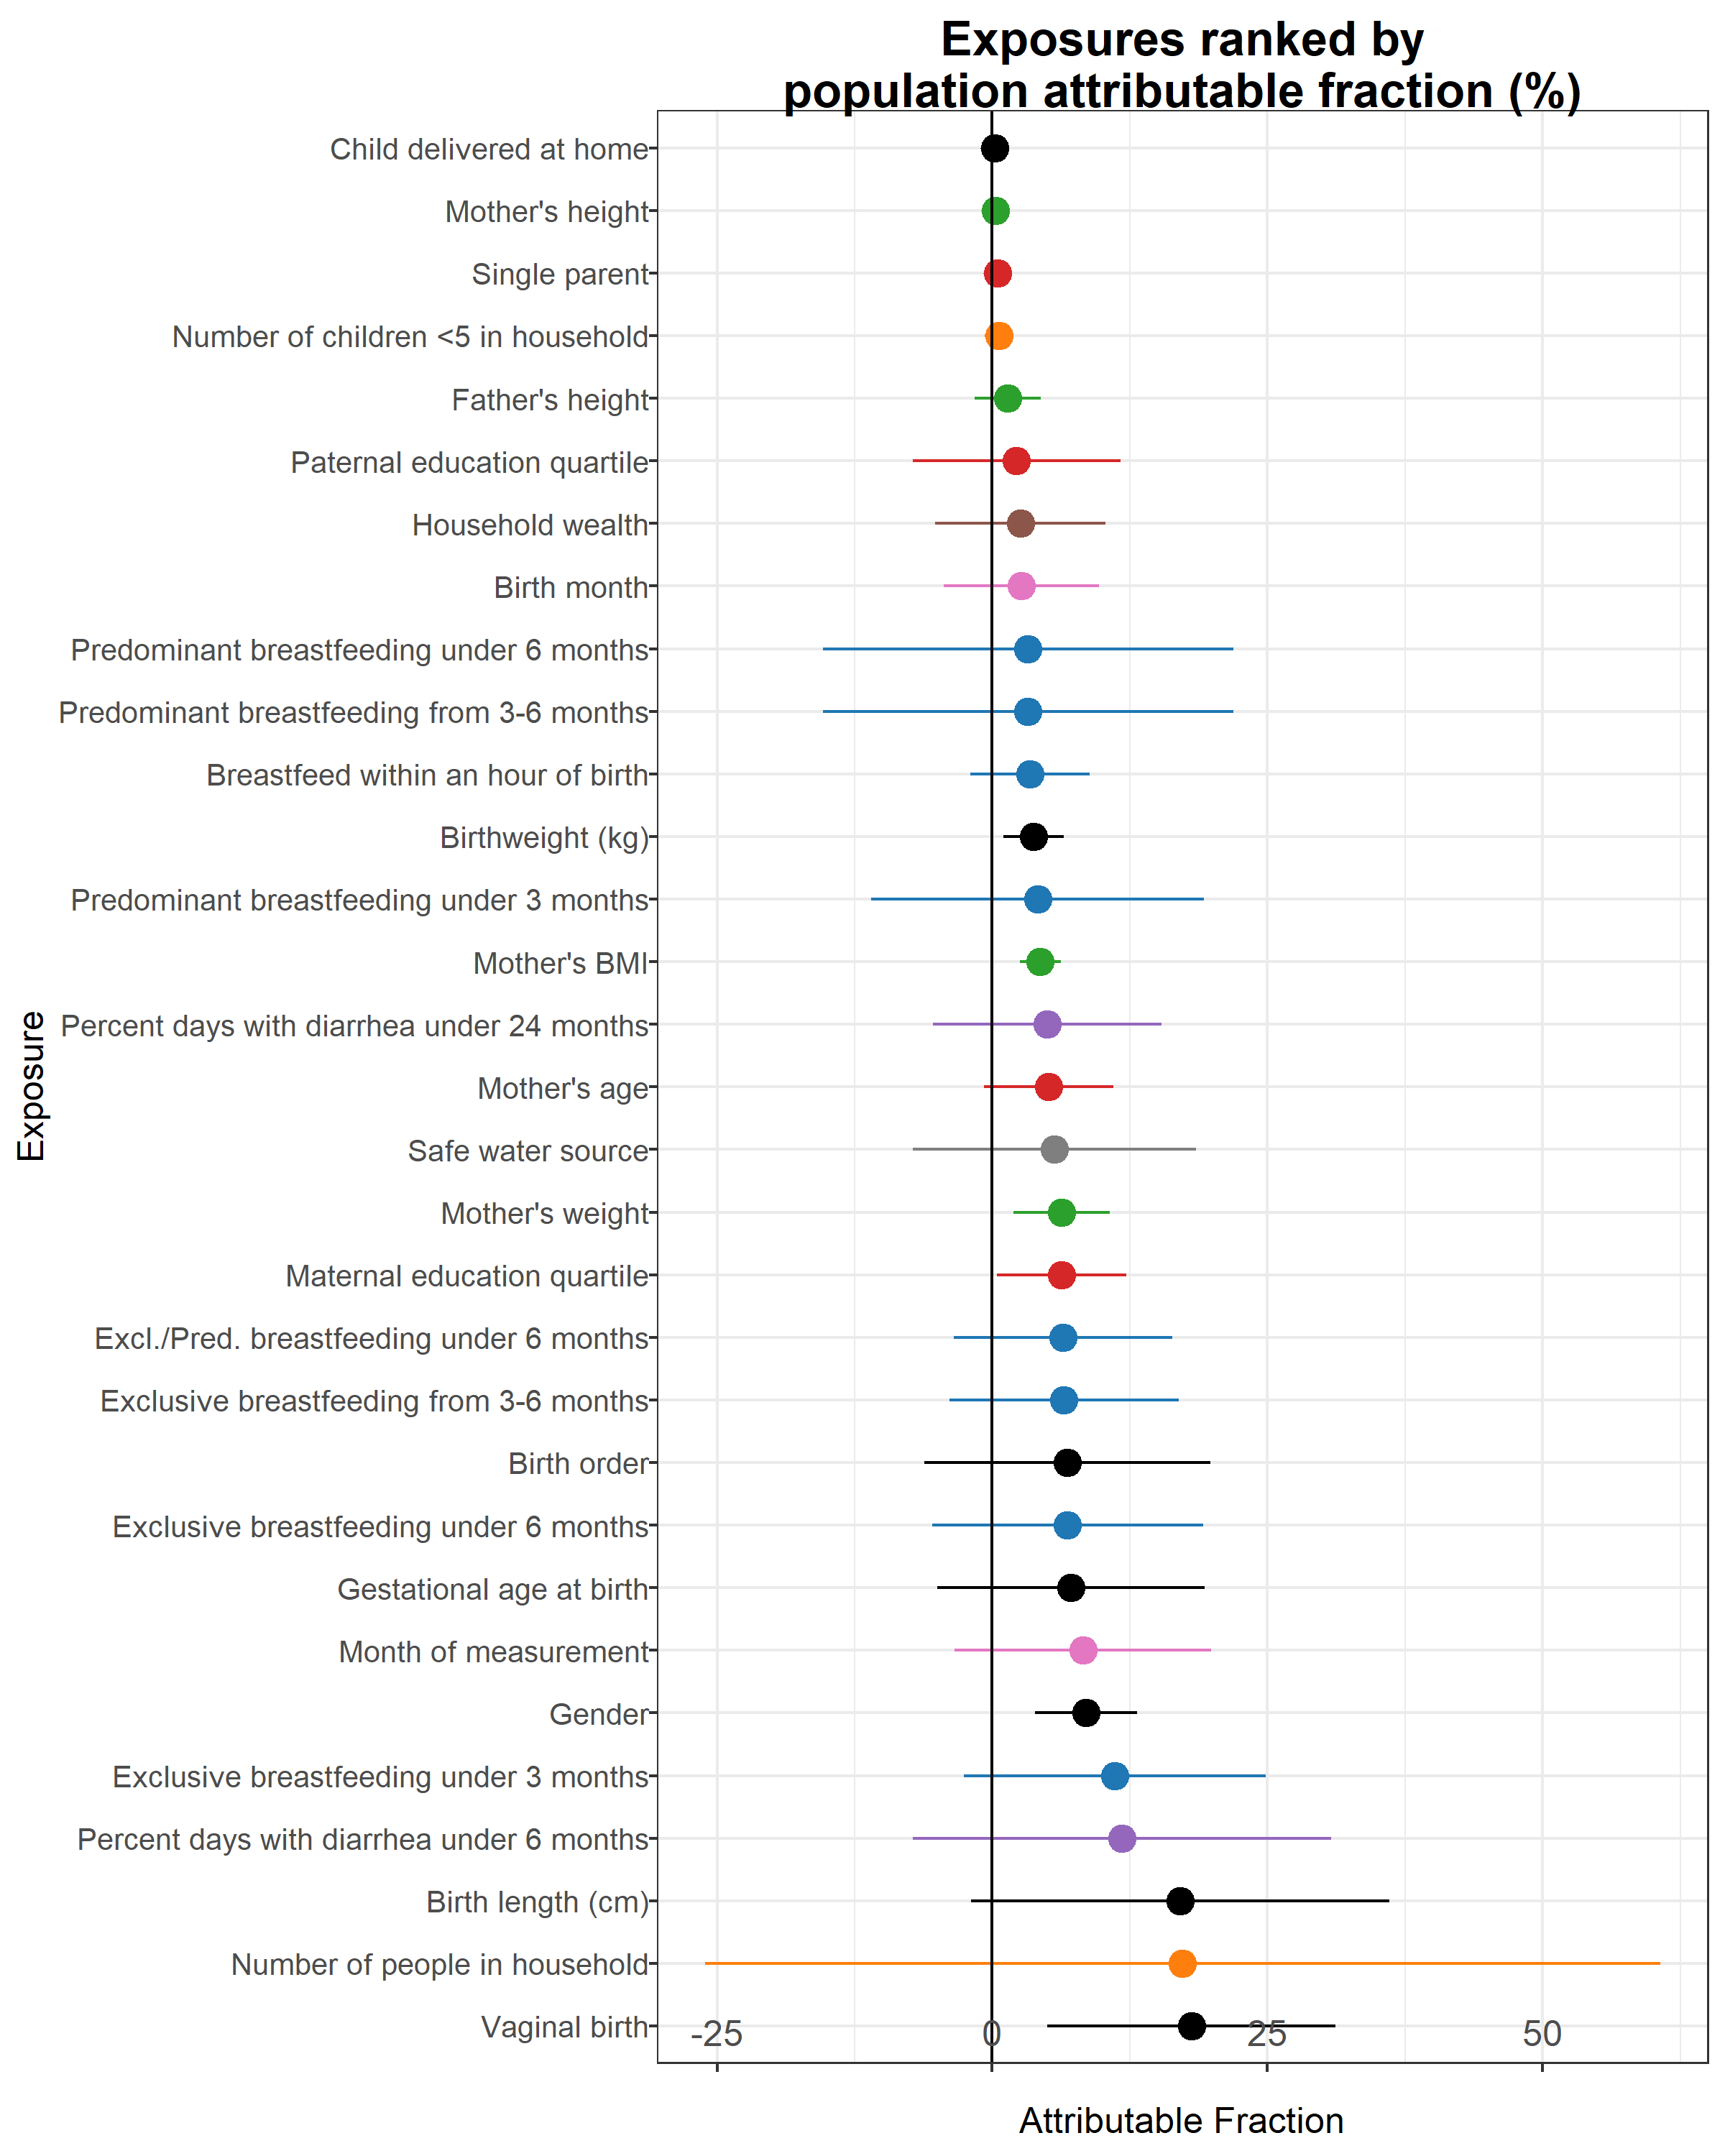 Exposures ranked by
population attributable fraction (%)
Child delivered at home
Mother's height
Single parent
Number of children <5 in household
Father's height
Paternal education quartile
Household wealth
Birth month
Predominant breastfeeding under 6 months
Predominant breastfeeding from 3-6 months
Breastfeed within an hour of birth
Birthweight (kg)
Predominant breastfeeding under 3 months
Mother's BMI
Percent days with diarrhea under 24 months
Mother's age
Safe water source
Mother's weight
Maternal education quartile
Excl./Pred. breastfeeding under 6 months
Exclusive breastfeeding from 3-6 months
Birth order
Exclusive breastfeeding under 6 months
Gestational age at birth
Month of measurement
Gender
Exclusive breastfeeding under 3 months
Percent days with diarrhea under 6 months
Birth length (cm)
Number of people in household
Vaginal birth
Exposure
-25 0 25 50
Attributable Fraction